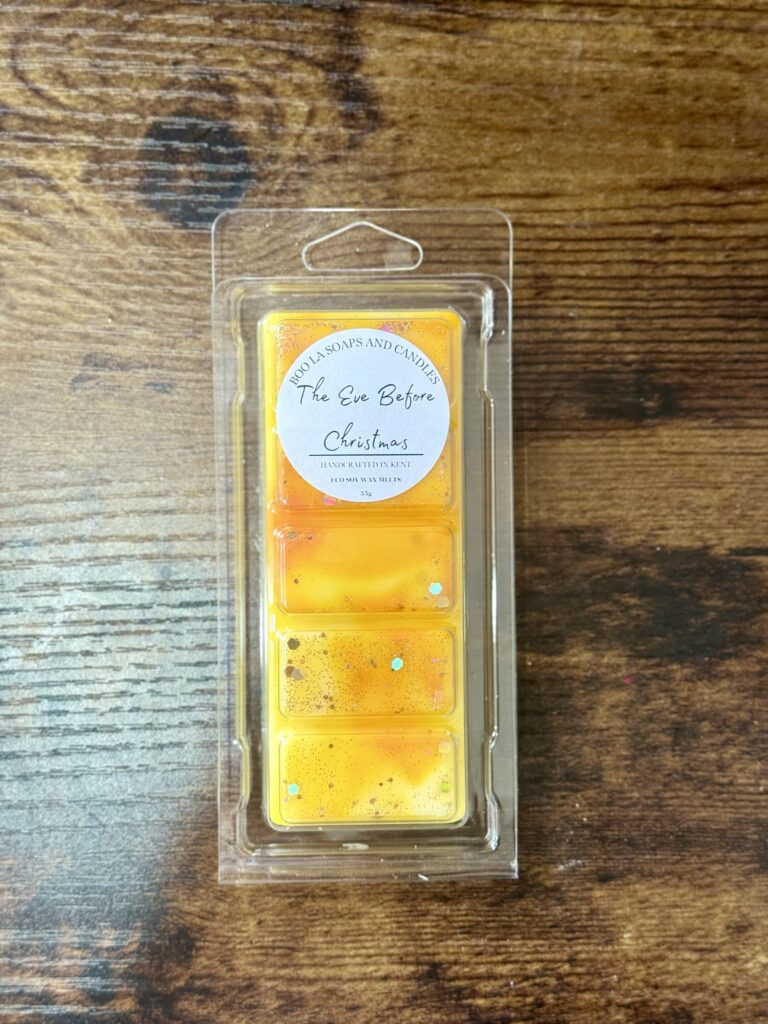 BOO LA SOAPS AND CANDLES
The Eve Before
Christmas
HANDCRAFTED IN KENT
ECO SOY WAX MELTS
55g